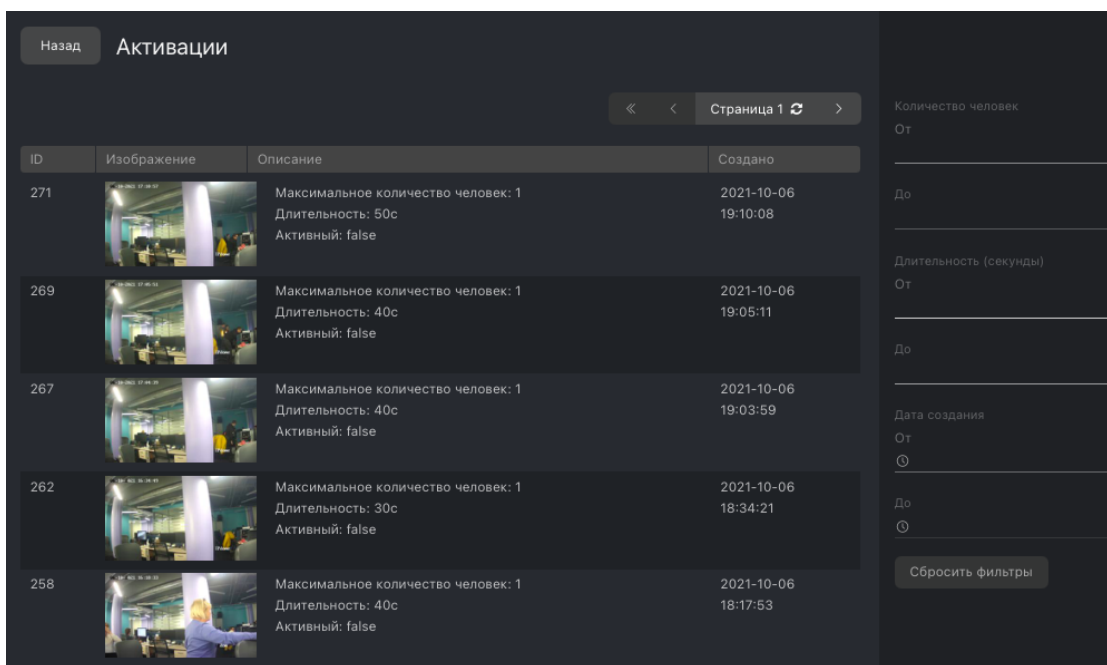 Назад
Активации
Страница 1
ID Изображение Описание Создано
271 Максимальное количество человек: 1 2021-10-06
Длительность: 50с 19:10:08
Активный: false
269 Максимальное количество человек: 1 2021-10-06
Длительность: 40с 19:05:11
Активный: false
267 Максимальное количество человек: 1 2021-10-06
Длительность: 40с 19:03:59
Активный: false
262 Максимальное количество человек: 1 2021-10-06
Длительность: 30с 18:34:21
Активный: false
258 Максимальное количество человек: 1 2021-10-06
Длительность: 40с 18:17:53
Активный: false
Количество человек
От
До
Длительность (секунды)
От
До
Дата создания
От
До
Сбросить фильтры